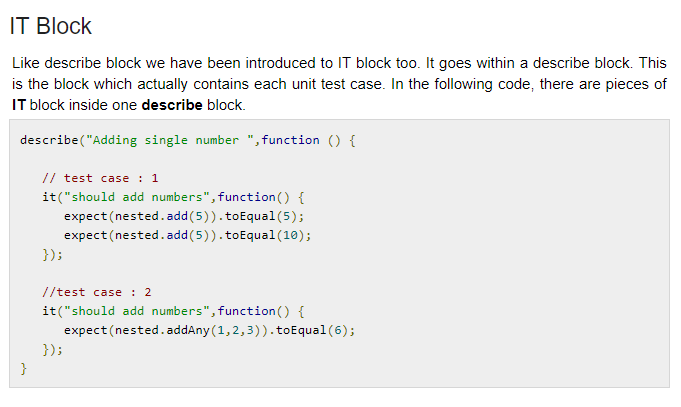 IT Block
Like describe block we have been introduced to IT block too. It goes within a describe block. This
is the block which actually contains each unit test case. In the following code, there are pieces of
IT block inside one describe block.
describe("Adding single number ",function () {
// test case : 1
it("should add numbers",function() {
expect(nested.add(5)).toEqual(5);
expect(nested.add(5)).toEqual(10);
});
//test case : 2
it("should add numbers",function() {
expect(nested.addAny(1,2,3)).toEqual(6);
});
}